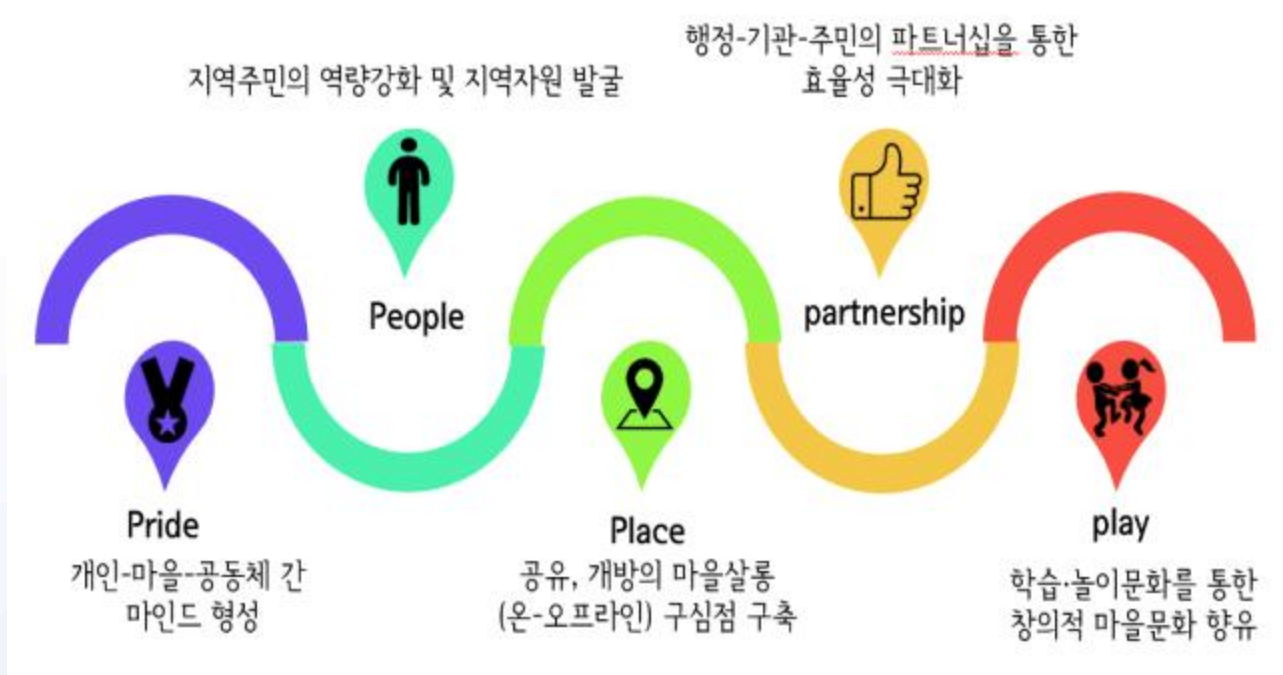 행정-기관-주민의 파트너십을 통한
효율성 극대화
지역주민의 역량강화 및 지역자원 발굴
People
partnership
Pride
개인-마을-공동체 간
마인드 형성
Place
공유, 개방의 마을살롱
(온-오프라인) 구심점 구축
play
학습·놀이문화를 통한
창의적 마을문화 향유